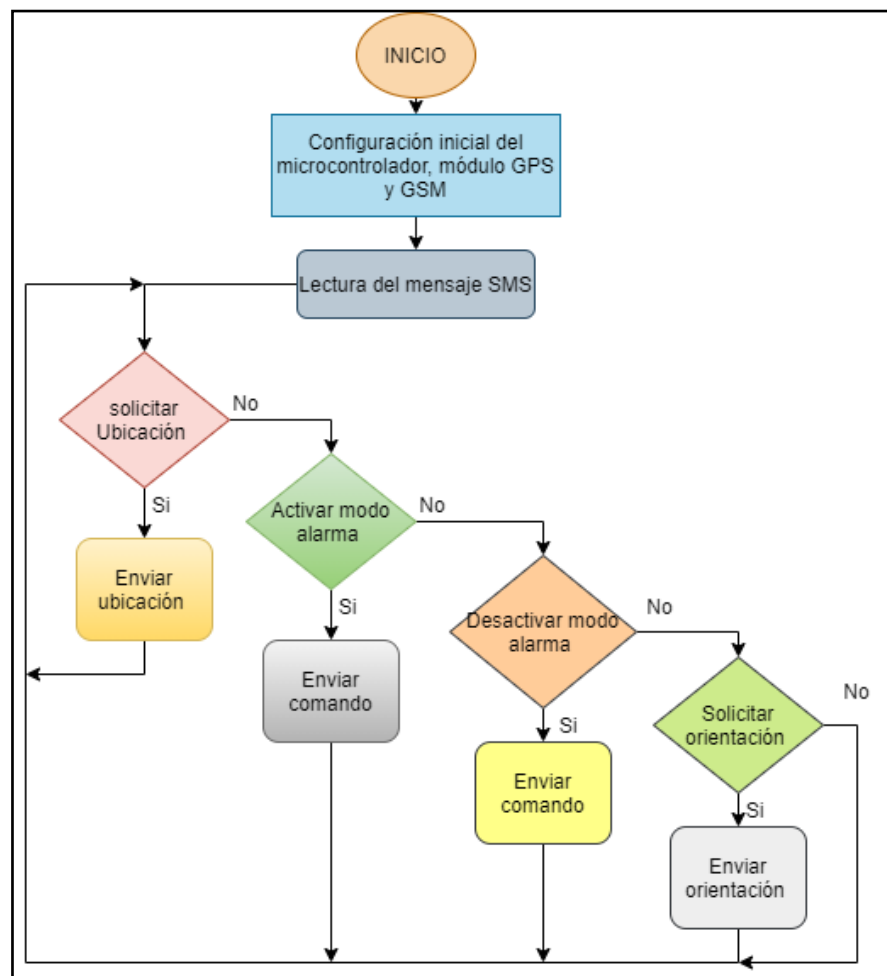 INICIO
Configuración inicial del
microcontrolador, módulo GPS
y GSM
Lectura del mensaje SMS
solicitar
Ubicación
No
Si
Enviar
ubicación
Activar modo
alarma
No
Si
Enviar
comando
Desactivar modo
alarma
No
Si
Enviar
comando
Solicitar
orientación
No
Si
Enviar
orientación